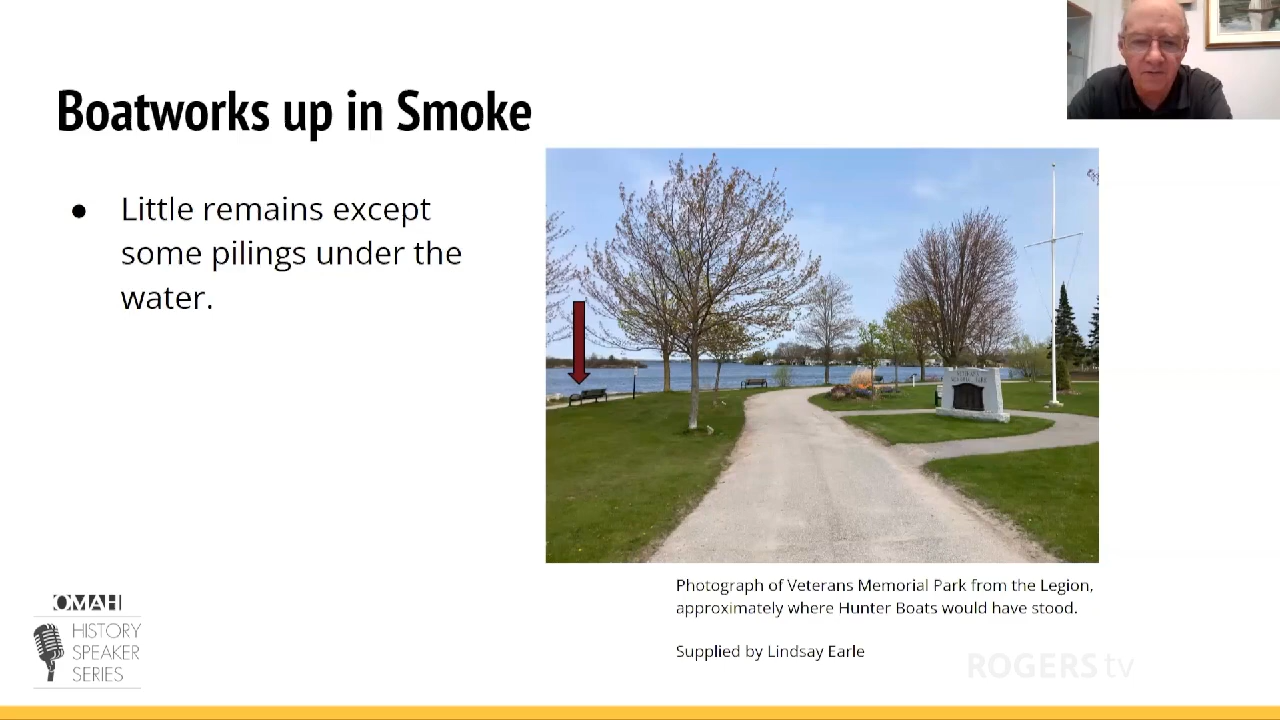 Boatworks up in Smoke
● Little remains except
some pilings under the
water.
Photograph of Veterans Memorial Park from the Legion,
approximately where Hunter Boats would have stood.
Supplied by Lindsay Earle
OMAH
HISTORY
SPEAKER
SERIES
ROGERS tv